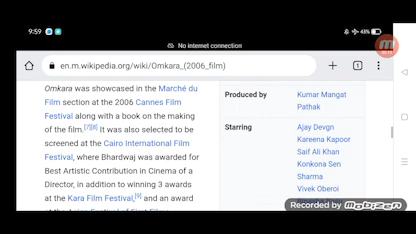 9:59
43%
No internet connection
en.m.wikipedia.org/wiki/Omkara_(2006_film)
1
Omkara was showcased in the Marché du
Film section at the 2006 Cannes Film
Festival along with a book on the making
of the film.[7][8] It was also selected to be
screened at the Cairo International Film
Festival, where Bhardwaj was awarded for
Best Artistic Contribution in Cinema of a
Director, in addition to winning 3 awards
at the Kara Film Festival,[9] and an award
Produced by
Kumar Mangat
Pathak
Starring
Ajay Devgn
Kareena Kapoor
Saif Ali Khan
Konkona Sen
Sharma
Vivek Oberoi
Recorded by Mobizen